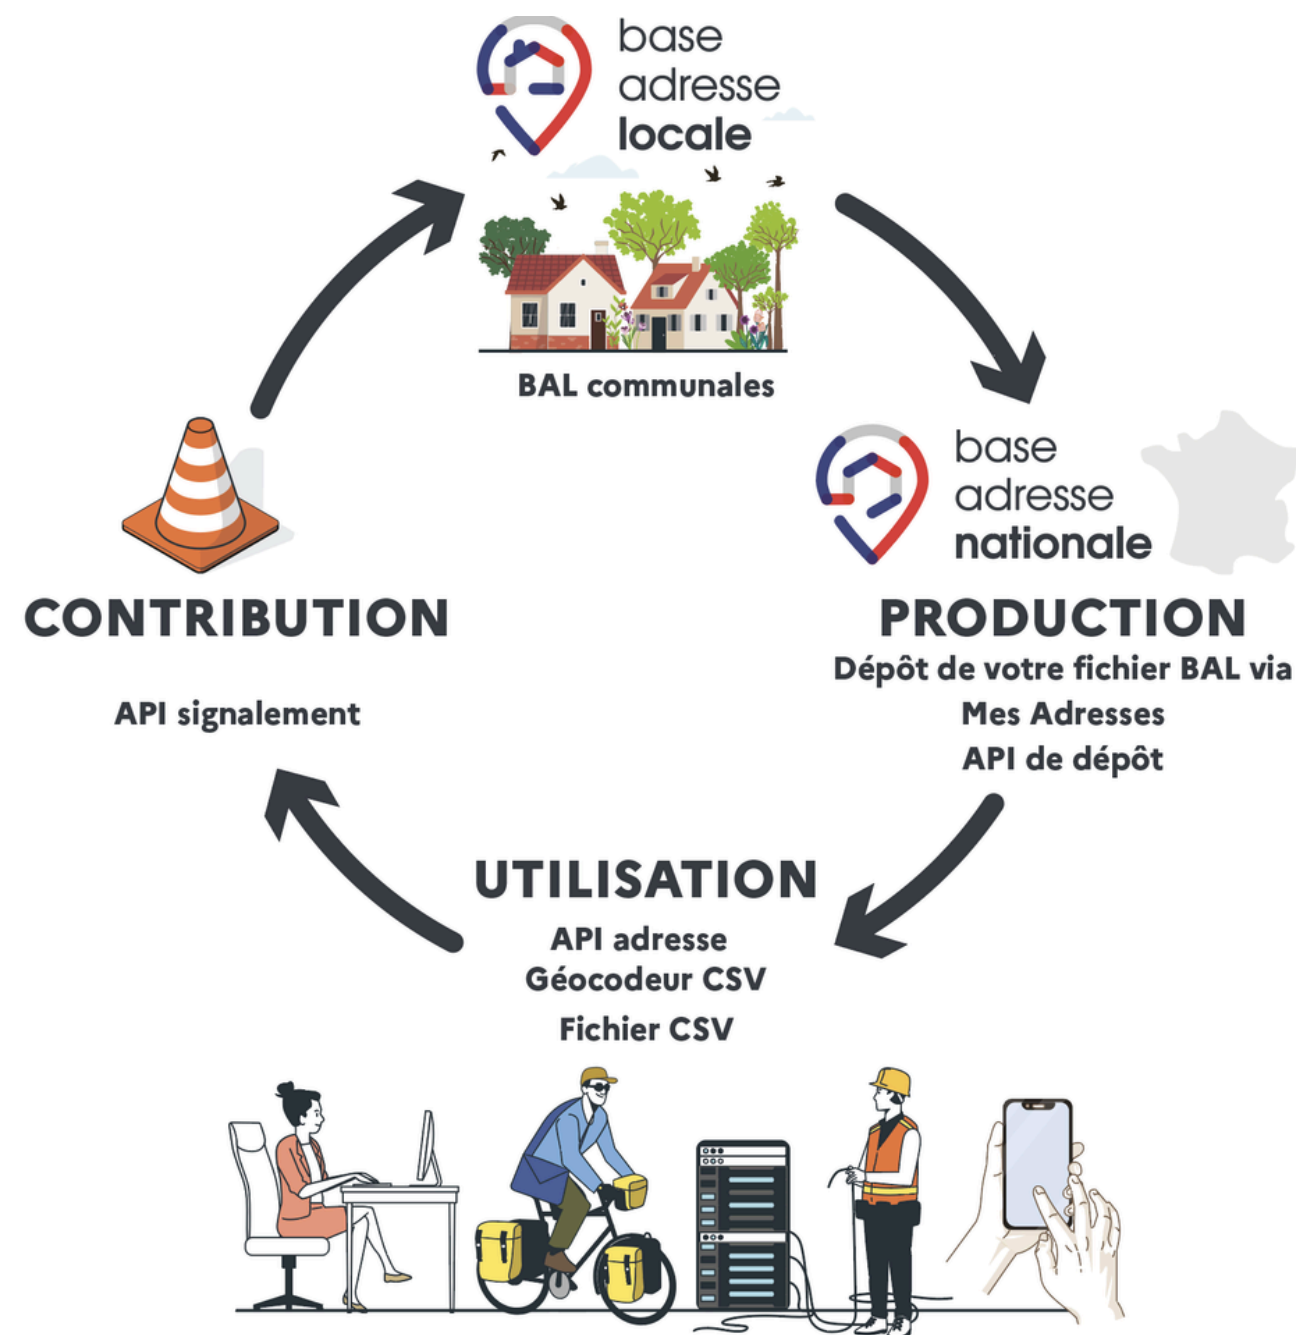 base
adresse
locale
BAL communales
base
adresse
nationale
CONTRIBUTION
API signalement
PRODUCTION
Dépôt de votre fichier BAL via
Mes Adresses
API de dépôt
UTILISATION
API adresse
Géocodeur CSV
Fichier CSV